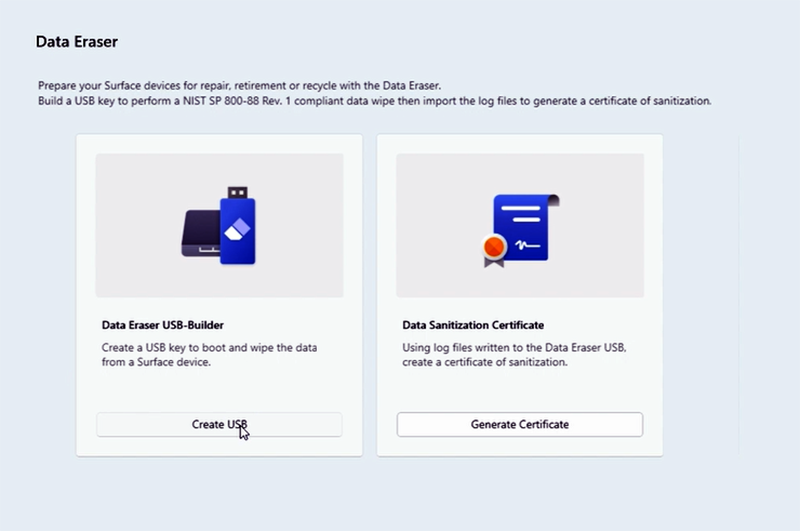 Data Eraser
Prepare your Surface devices for repair, retirement or recycle with the Data Eraser.
Build a USB key to perform a NIST SP 800-88 Rev. 1 compliant data wipe then import the log files to generate a certificate of sanitization.
Data Eraser USB-Builder
Create a USB key to boot and wipe the data
from a Surface device.
Create USB
Data Sanitization Certificate
Using log files written to the Data Eraser USB,
create a certificate of sanitization.
Generate Certificate